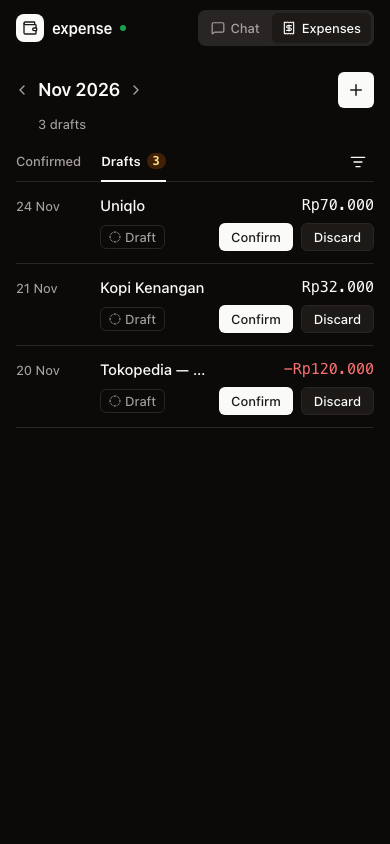 expense
Chat
Expenses
Nov 2026
3 drafts
Confirmed
Drafts 3
24 Nov
Uniqlo
Rp70.000
Draft
Confirm
Discard
21 Nov
Kopi Kenangan
Rp32.000
Draft
Confirm
Discard
20 Nov
Tokopedia — ...
−Rp120.000
Draft
Confirm
Discard